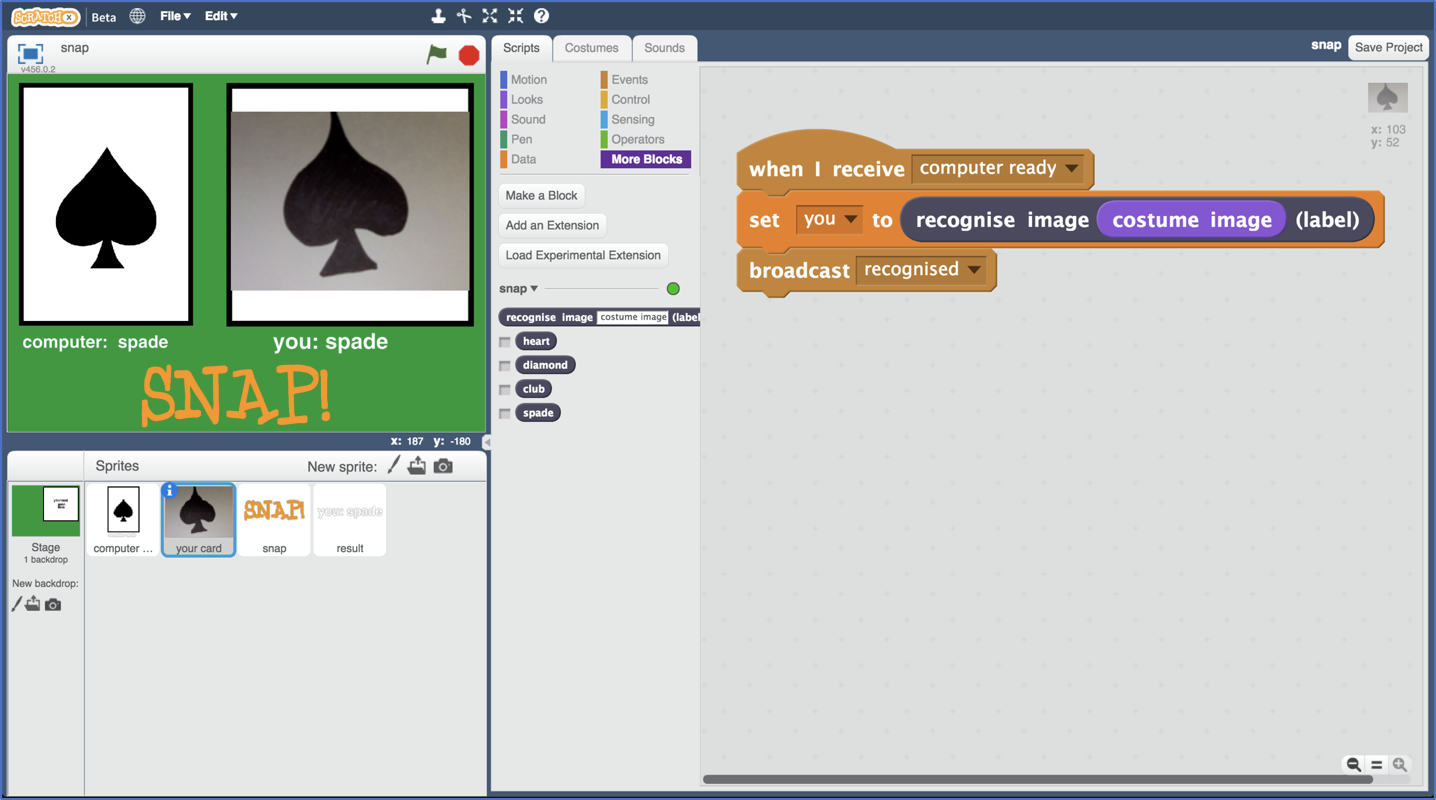 SCRATCHX Beta File Edit
snap
v456.0.2
computer: spade
you: spade
SNAP!
x: 187 y: -180
Sprites New sprite:
Stage
1 backdrop
New backdrop:
computer ...
your card
SNAP!
snap
you: spade
result
Scripts Costumes Sounds
Motion Events
Looks Control
Sound Sensing
Pen Operators
Data More Blocks
Make a Block
Add an Extension
Load Experimental Extension
snap
recognise image costume image (label
heart
diamond
club
spade
snap Save Project
x: 103
y: 52
when I receive computer ready
set you to recognise image costume image (label)
broadcast recognised